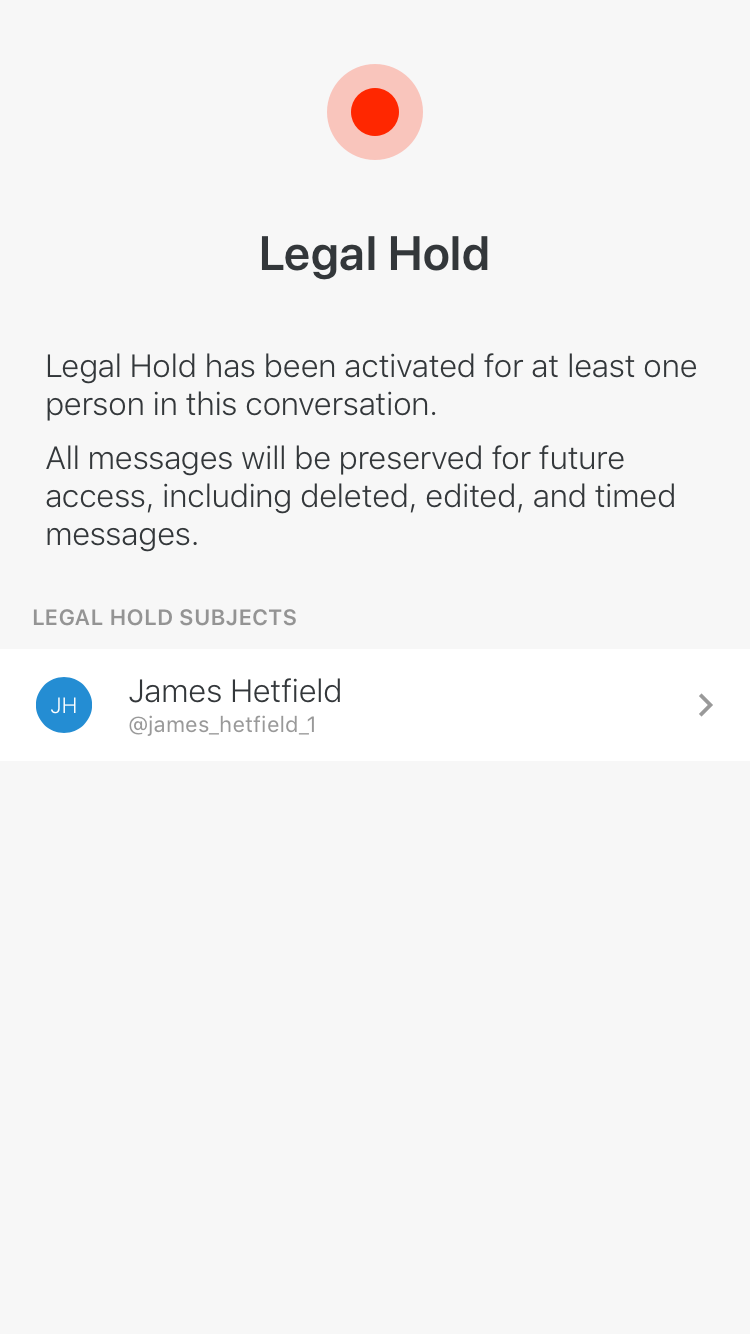 Legal Hold
Legal Hold has been activated for at least one
person in this conversation.
All messages will be preserved for future
access, including deleted, edited, and timed
messages.
LEGAL HOLD SUBJECTS
JH
James Hetfield
@james_hetfield_1